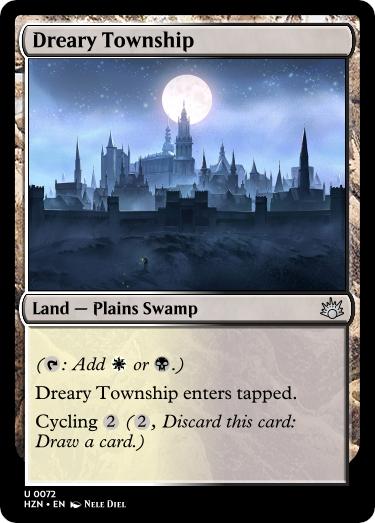 Dreary Township
Land — Plains Swamp
(: Add or .)
Dreary Township enters tapped.
Cycling 2 (2, Discard this card:
Draw a card.)
U 0072
HZN • EN Nele Diel